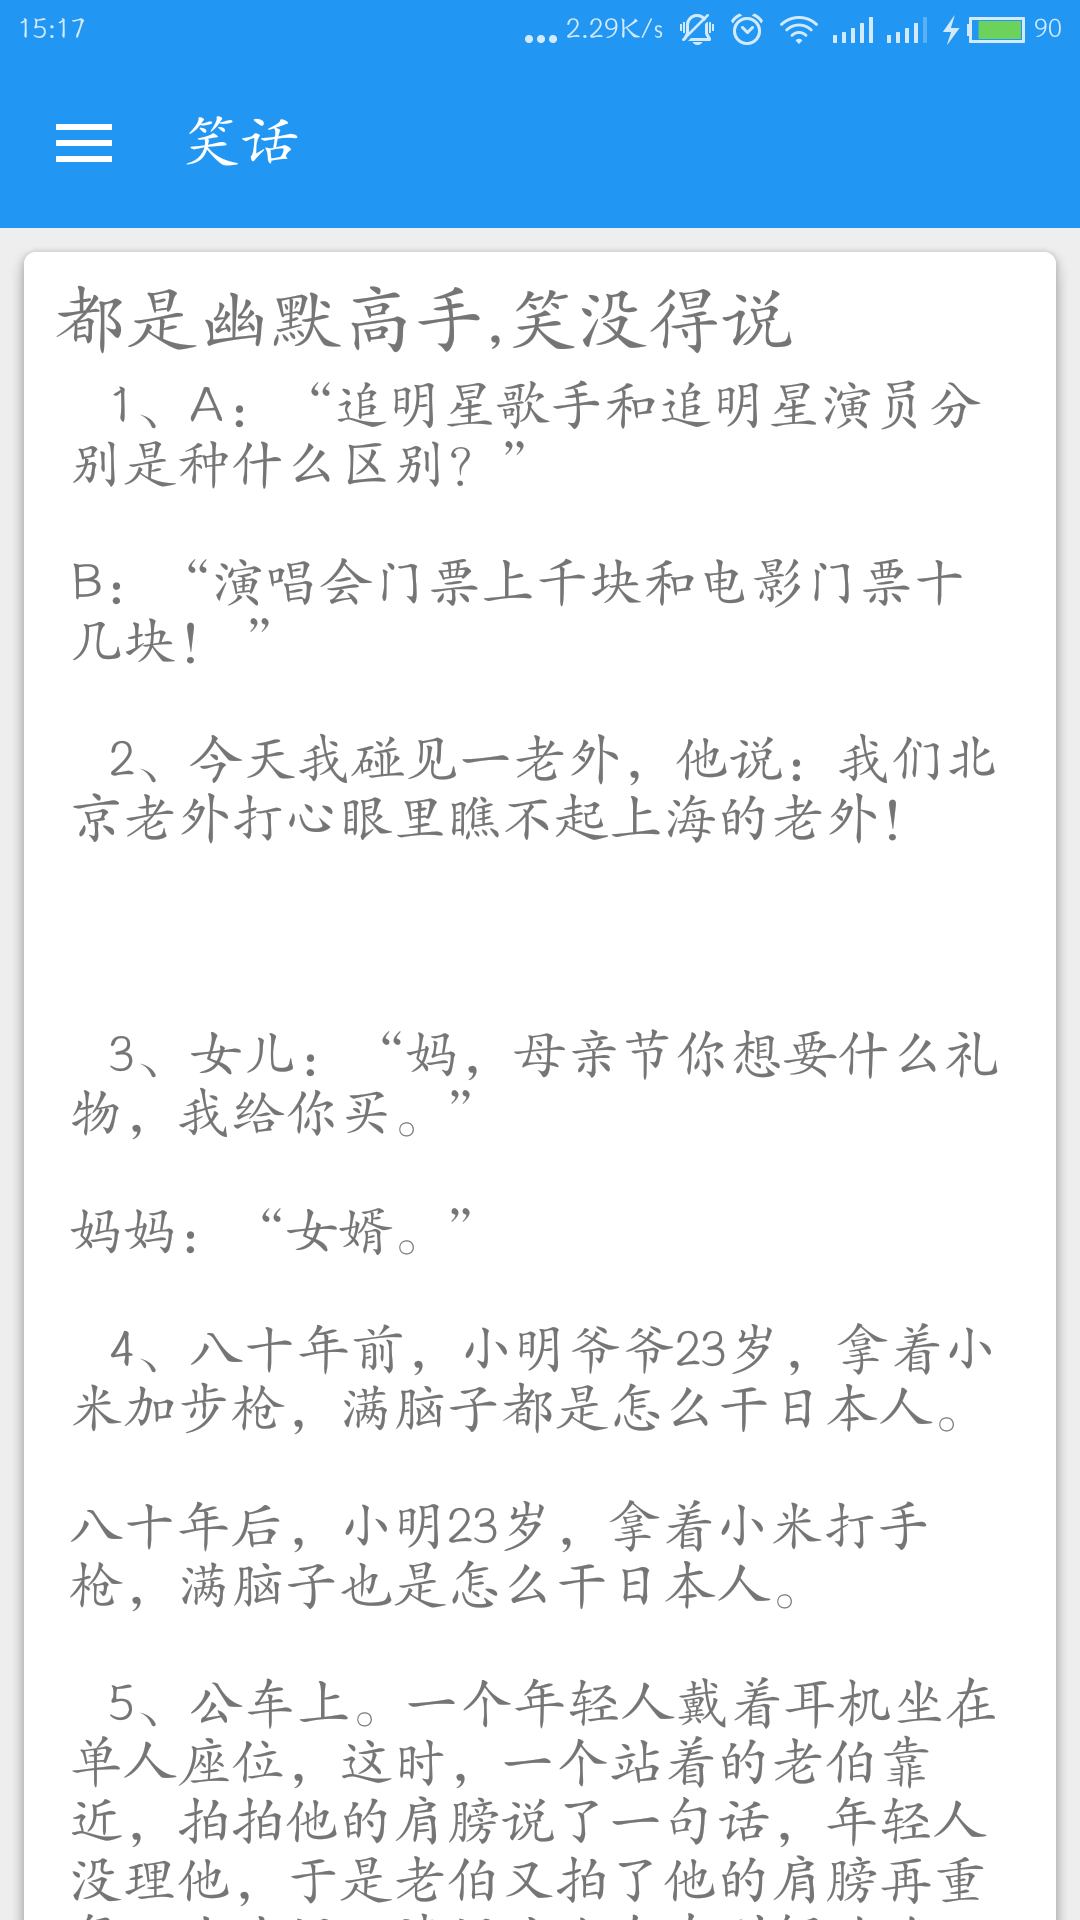 15:17
2.29K/s
90
笑话
都是幽默高手,笑没得说
1、A：“追明星歌手和追明星演员分
别是种什么区别？”
B：“演唱会门票上千块和电影门票十
几块！”
2、今天我碰见一老外，他说：我们北
京老外打心眼里瞧不起上海的老外！
3、女儿：“妈，母亲节你想要什么礼
物，我给你买。”
妈妈：“女婿。”
4、八十年前，小明爷爷23岁，拿着小
米加步枪，满脑子都是怎么干日本人。
八十年后，小明23岁，拿着小米打手
枪，满脑子也是怎么干日本人。
5、公车上。一个年轻人戴着耳机坐在
单人座位，这时，一个站着的老伯靠
近，拍拍他的肩膀说了一句话，年轻人
没理他，于是老伯又拍了他的肩膀再重